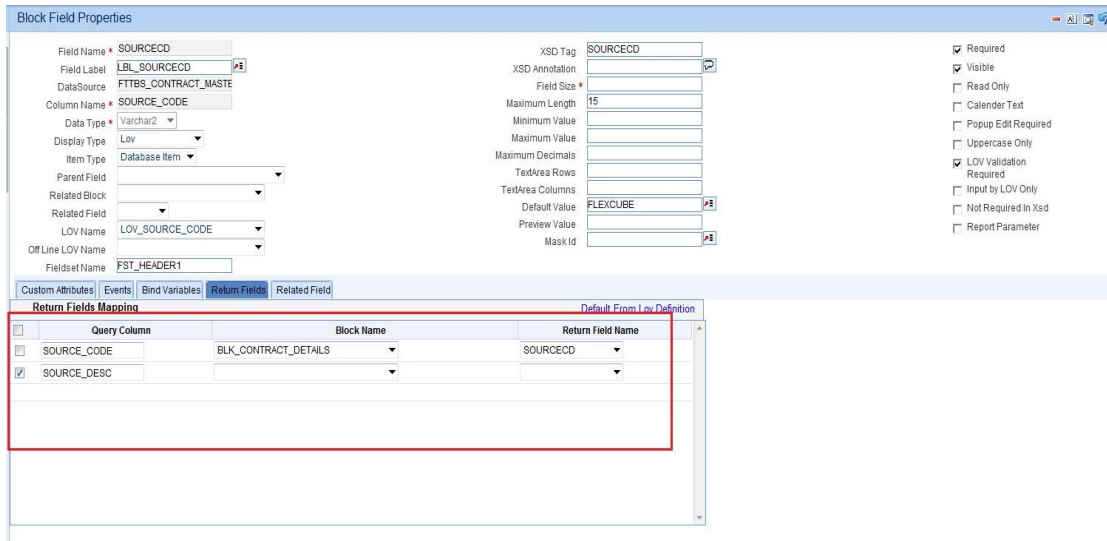 Block Field Properties
Field Name * SOURCECD
Field Label LBL_SOURCECD
DataSource FTTBS_CONTRACT_MASTE
Column Name * SOURCE_CODE
Data Type * Varchar2
Display Type Lov
Item Type Database Item
Parent Field
Related Block
Related Field
LOV Name LOV_SOURCE_CODE
Off Line LOV Name
Fieldset Name FST_HEADER1
XSD Tag SOURCECD
XSD Annotation
Field Size *
Maximum Length 15
Minimum Value
Maximum Value
Maximum Decimals
TextArea Rows
TextArea Columns
Default Value FLEXCUBE
Preview Value
Mask Id
Required
Visible
Read Only
Calender Text
Popup Edit Required
Uppercase Only
LOV Validation
Required
Input by LOV Only
Not Required In Xsd
Report Parameter
Custom Attributes Events Bind Variables Return Fields Related Field
Return Fields Mapping Default From Lov Definition
Query Column Block Name Return Field Name
SOURCE_CODE BLK_CONTRACT_DETAILS SOURCECD
SOURCE_DESC